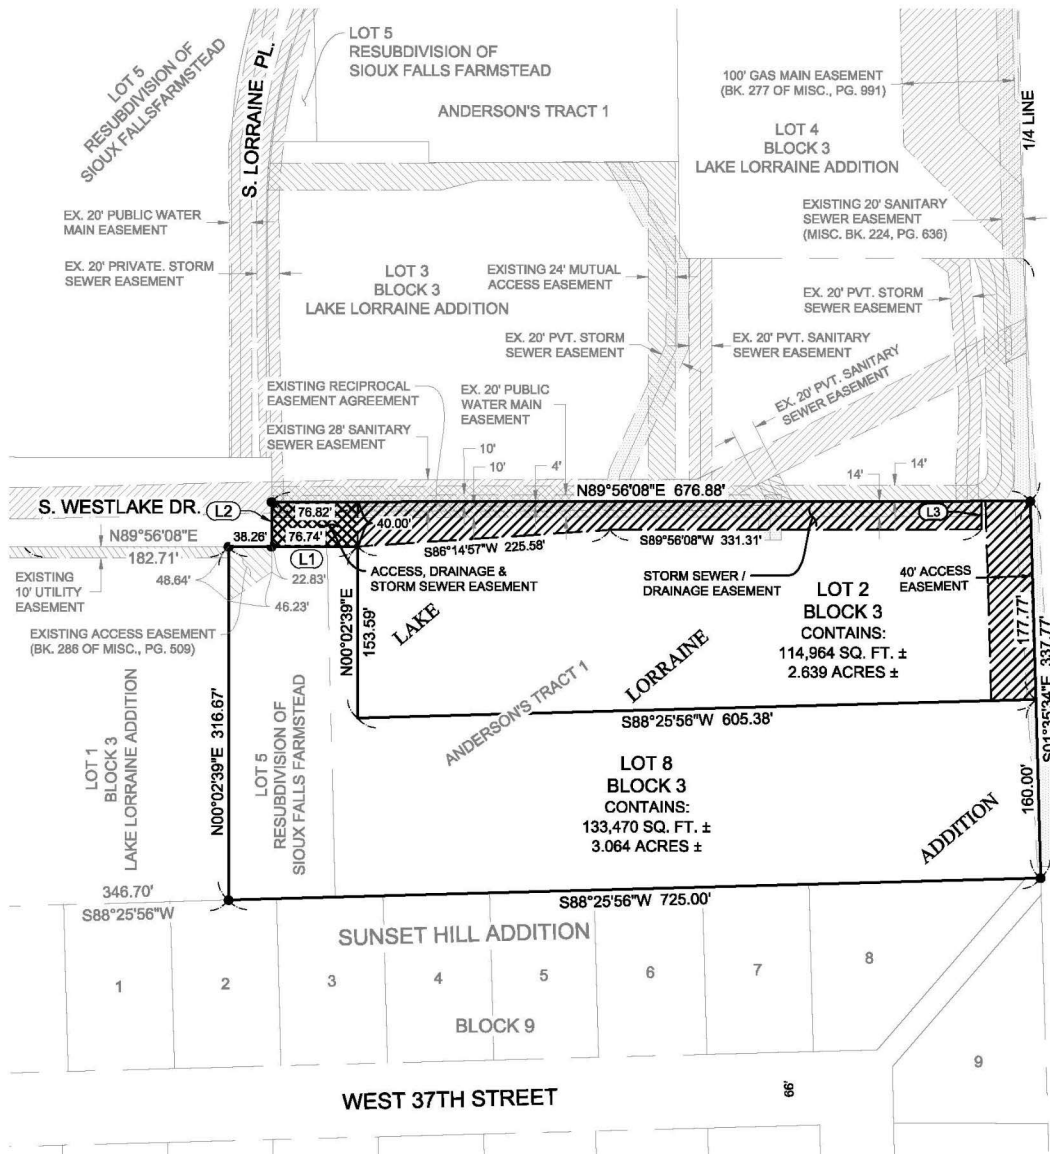 LOT 5
RESUBDIVISION OF
SIOUX FALLSFARMSTEAD
S. LORRAINE PL.
LOT 5
RESUBDIVISION OF
SIOUX FALLS FARMSTEAD
ANDERSON'S TRACT 1
100' GAS MAIN EASEMENT
(BK. 277 OF MISC., PG. 991)
LOT 4
BLOCK 3
LAKE LORRAINE ADDITION
1/4 LINE
EX. 20' PUBLIC WATER
MAIN EASEMENT
EX. 20' PRIVATE. STORM
SEWER EASEMENT
LOT 3
BLOCK 3
LAKE LORRAINE ADDITION
EXISTING 24' MUTUAL
ACCESS EASEMENT
EXISTING 20' SANITARY
SEWER EASEMENT
(MISC. BK. 224, PG. 636)
EX. 20' PVT. STORM
SEWER EASEMENT
EX. 20' PVT. STORM
SEWER EASEMENT
EX. 20' PVT. SANITARY
SEWER EASEMENT
EX. 20' PVT. SANITARY
SEWER EASEMENT
EXISTING RECIPROCAL
EASEMENT AGREEMENT
EX. 20' PUBLIC
WATER MAIN
EASEMENT
EXISTING 28' SANITARY
SEWER EASEMENT
10'
10'
4'
14'
14'
N89°56'08"E 676.88'
S. WESTLAKE DR.
L2
76.82'
40.00'
L3
N89°56'08"E
38.26'
76.74'
S86°14'57"W 225.58'
S89°56'08"W 331.31'
182.71'
L1
EXISTING
10' UTILITY
EASEMENT
48.64'
22.83'
46.23'
ACCESS, DRAINAGE &
STORM SEWER EASEMENT
STORM SEWER /
DRAINAGE EASEMENT
40' ACCESS
EASEMENT
EXISTING ACCESS EASEMENT
(BK. 286 OF MISC., PG. 509)
N00°02'39"E
153.59'
LAKE
LORRAINE
LOT 2
BLOCK 3
CONTAINS:
114,964 SQ. FT. ±
2.639 ACRES ±
177.77'
S01°35'34"E 337.77'
ANDERSON'S TRACT 1
S88°25'56"W 605.38'
N00°02'39"E 316.67'
LOT 1
BLOCK 3
LAKE LORRAINE ADDITION
LOT 5
RESUBDIVISION OF
SIOUX FALLS FARMSTEAD
LOT 8
BLOCK 3
CONTAINS:
133,470 SQ. FT. ±
3.064 ACRES ±
ADDITION
160.00'
346.70'
S88°25'56"W
S88°25'56"W 725.00'
SUNSET HILL ADDITION
1
2
3
4
5
6
7
8
BLOCK 9
9
WEST 37TH STREET
66'